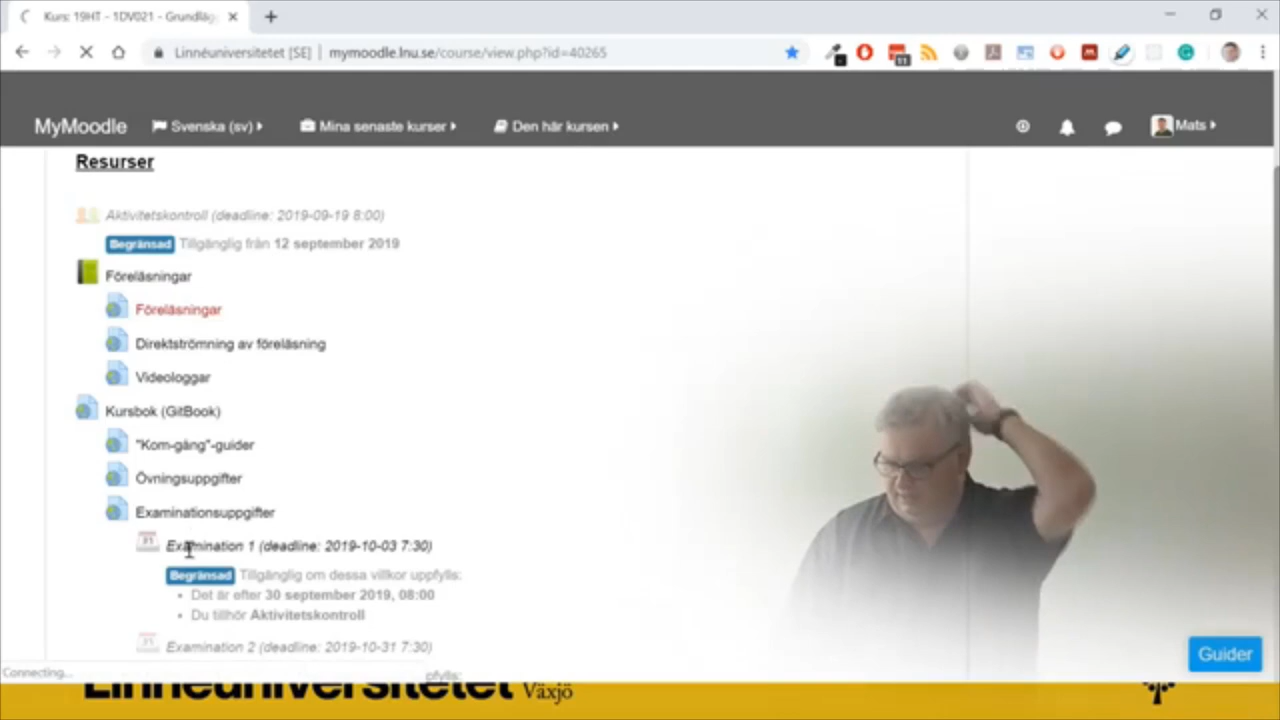 Kurs: 19HT - 1DV021 - Grundläg
Linnéuniversitetet [SE] | mymoodle.lnu.se/course/view.php?id=40265
11
MyMoodle Svenska (sv) Mina senaste kurser Den här kursen Mats
Resurser
Aktivitetskontroll (deadline: 2019-09-19 8:00)
Begränsad Tillgänglig från 12 september 2019
Föreläsningar
Föreläsningar
Direktströmning av föreläsning
Videologgar
Kursbok (GitBook)
"Kom-gång"-guider
Övningsuppgifter
Examinationsuppgifter
Examination 1 (deadline: 2019-10-03 7:30)
Begränsad Tillgänglig om dessa villkor uppfylls:
• Det är efter 30 september 2019, 08:00
• Du tillhör Aktivitetskontroll
Examination 2 (deadline: 2019-10-31 7:30)
Guider
Connecting...
pfylls:
Linnéuniversitetet Växjö